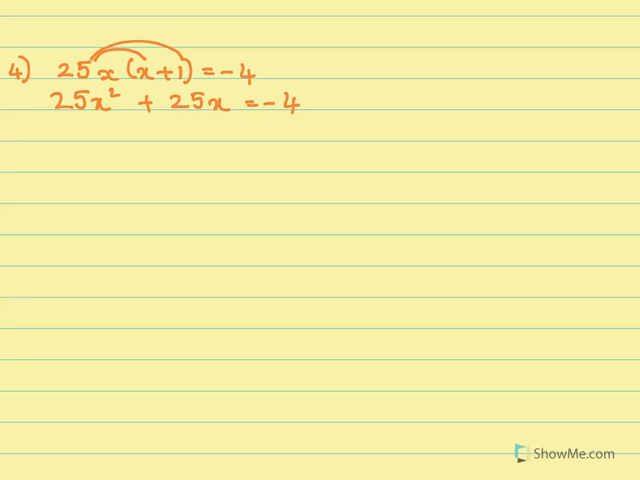 4) 25x (x+1) = -4
25x² + 25x = -4
ShowMe.com